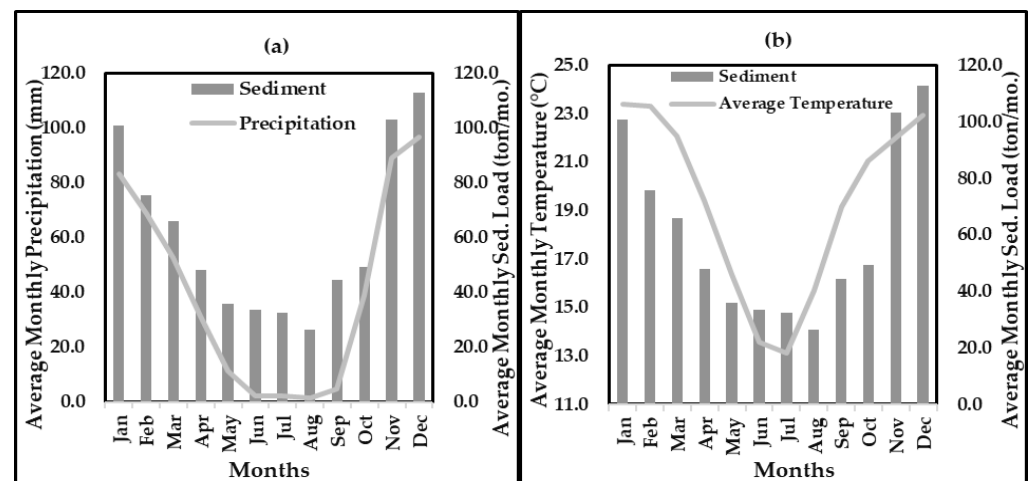 (a)
Average Monthly Precipitation (mm)
120.0
100.0
80.0
60.0
40.0
20.0
0.0
Sediment
Precipitation
120.0
100.0
80.0
60.0
40.0
20.0
0.0
Average Monthly Sed. Load (ton/mo.)
Jan Feb Mar Apr May Jun Jul Aug Sep Oct Nov Dec
Months
(b)
Average Monthly Temperature (°C)
25.0
23.0
21.0
19.0
17.0
15.0
13.0
11.0
Sediment
Average Temperature
120.0
100.0
80.0
60.0
40.0
20.0
0.0
Average Monthly Sed. Load (ton/mo.)
Jan Feb Mar Apr May Jun Jul Aug Sep Oct Nov Dec
Months